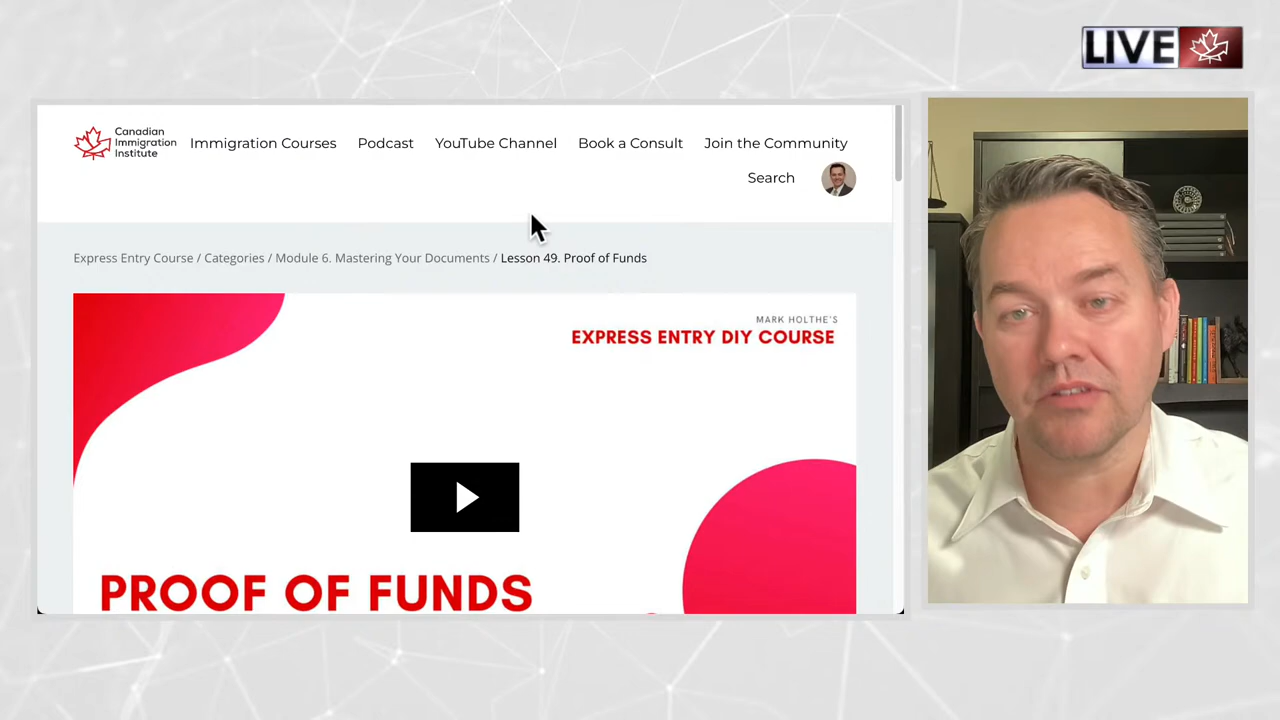 LIVE
Canadian
Immigration
Institute
Immigration Courses Podcast YouTube Channel Book a Consult Join the Community
Search
Express Entry Course / Categories / Module 6. Mastering Your Documents / Lesson 49. Proof of Funds
MARK HOLTHE'S
EXPRESS ENTRY DIY COURSE
PROOF OF FUNDS